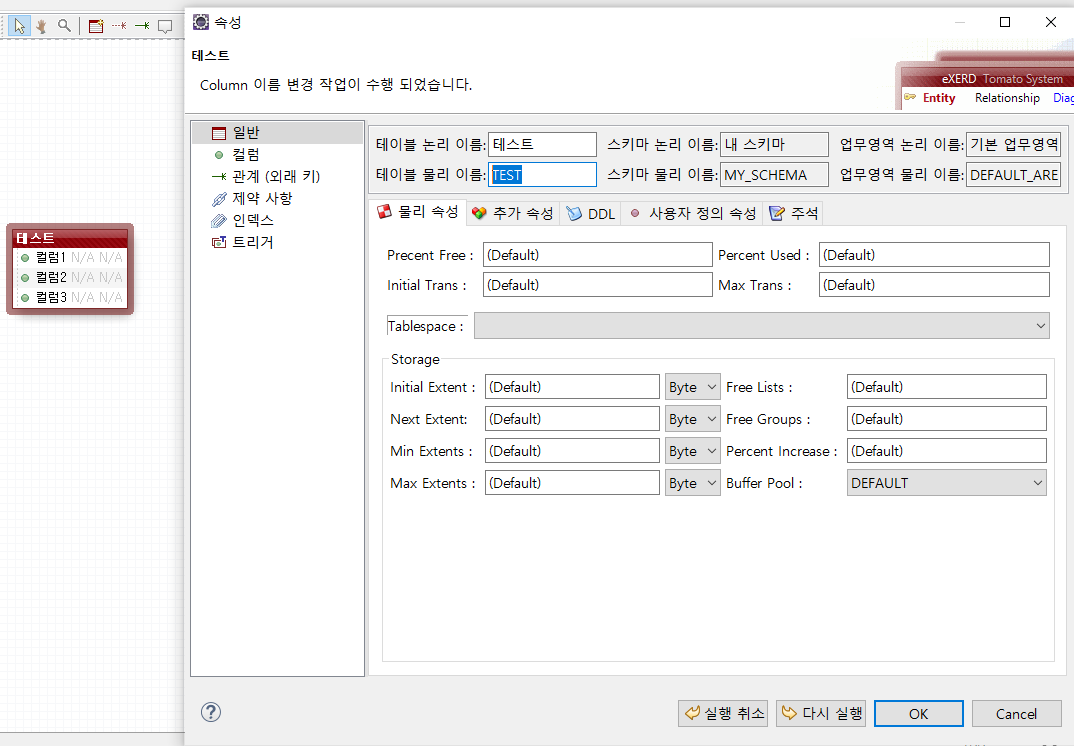 속성
테스트
Column 이름 변경 작업이 수행 되었습니다.
eXERD Tomato System
Entity Relationship Diag
일반
컬럼
관계 (외래 키)
제약 사항
인덱스
트리거
테이블 논리 이름: 테스트 스키마 논리 이름: 내 스키마 업무영역 논리 이름: 기본 업무영역
테이블 물리 이름: TEST 스키마 물리 이름: MY_SCHEMA 업무영역 물리 이름: DEFAULT_ARE
물리 속성 추가 속성 DDL 사용자 정의 속성 주석
Precent Free : (Default) Percent Used : (Default)
Initial Trans : (Default) Max Trans : (Default)
Tablespace :
Storage
Initial Extent : (Default) Byte Free Lists : (Default)
Next Extent: (Default) Byte Free Groups : (Default)
Min Extents : (Default) Byte Percent Increase : (Default)
Max Extents : (Default) Byte Buffer Pool : DEFAULT
실행 취소 다시 실행 OK Cancel
테스트
컬럼1 N/A N/A
컬럼2 N/A N/A
컬럼3 N/A N/A